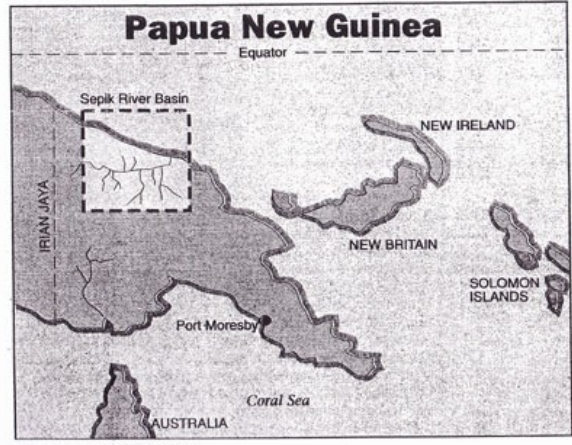 Papua New Guinea
Equator
Sepik River Basin
NEW IRELAND
IRIAN JAYA
NEW BRITAIN
SOLOMON
ISLANDS
Port Moresby
Coral Sea
AUSTRALIA